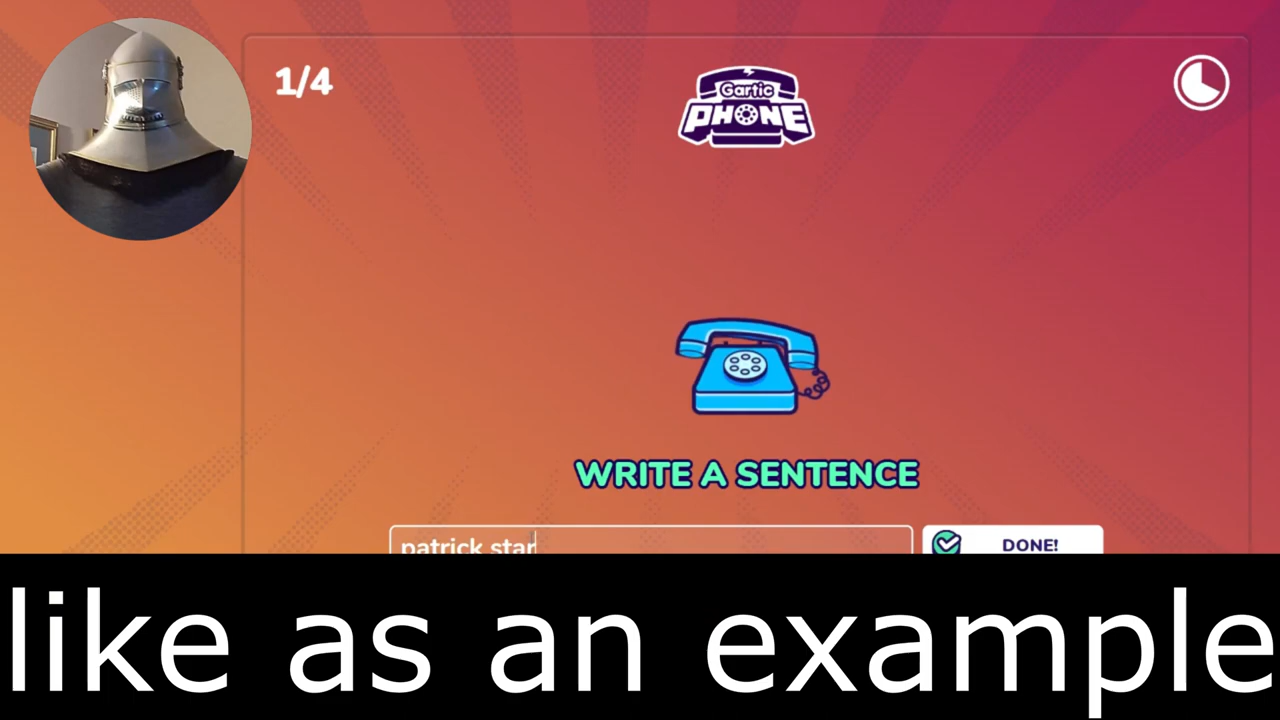 1/4
Gartic
PHONE
WRITE A SENTENCE
patrick star
DONE!
like as an example